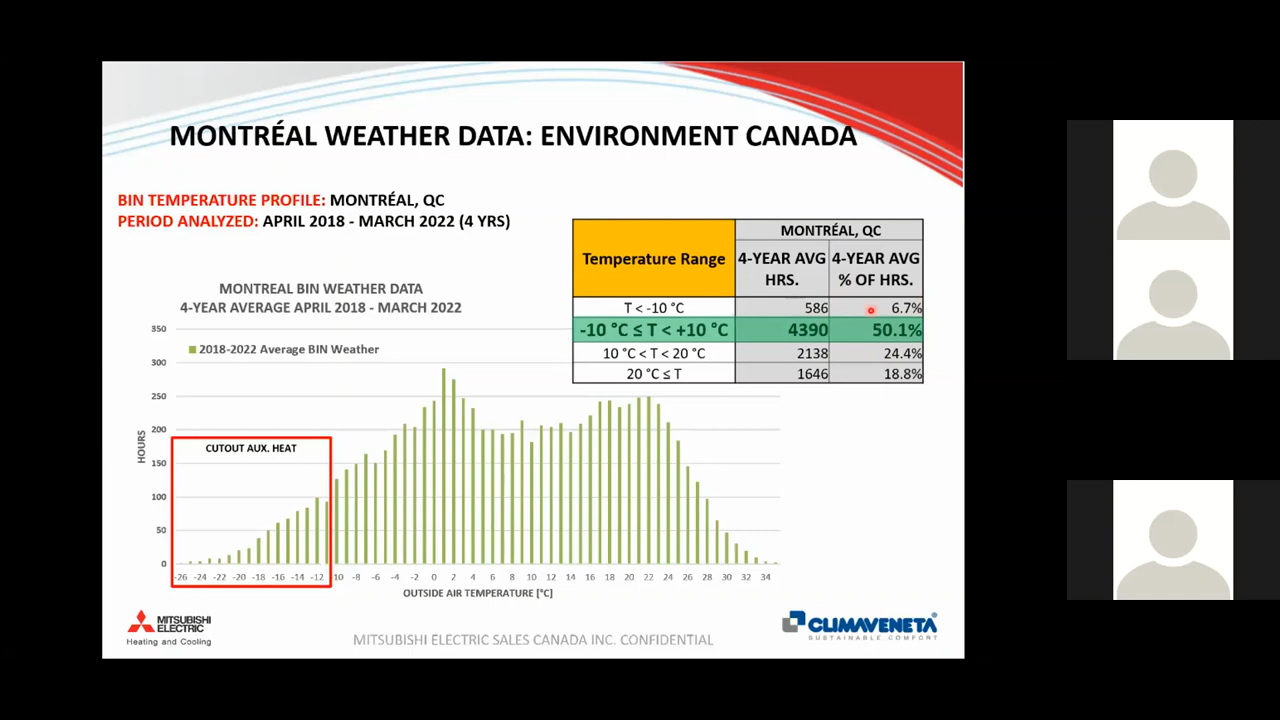 MONTRÉAL WEATHER DATA: ENVIRONMENT CANADA
BIN TEMPERATURE PROFILE: MONTRÉAL, QC
PERIOD ANALYZED: APRIL 2018 - MARCH 2022 (4 YRS)
Temperature Range
MONTRÉAL, QC
4-YEAR AVG HRS.
4-YEAR AVG % OF HRS.
T < -10 °C 586 6.7%
-10 °C ≤ T < +10 °C 4390 50.1%
10 °C < T < 20 °C 2138 24.4%
20 °C ≤ T 1646 18.8%
MONTREAL BIN WEATHER DATA
4-YEAR AVERAGE APRIL 2018 - MARCH 2022
350
2018-2022 Average BIN Weather
300
250
200
150
100
50
0
HOURS
CUTOUT AUX. HEAT
-26 -24 -22 -20 -18 -16 -14 -12 10 -8 -6 -4 -2 0 2 4 6 8 10 12 14 16 18 20 22 24 26 28 30 32 34
OUTSIDE AIR TEMPERATURE [°C]
MITSUBISHI
ELECTRIC
Heating and Cooling
MITSUBISHI ELECTRIC SALES CANADA INC. CONFIDENTIAL
CLIMAVENETA
SUSTAINABLE COMFORT